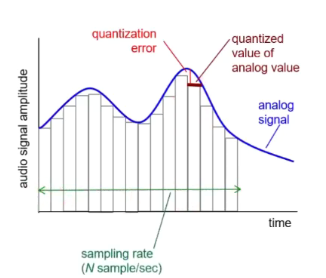 quantization
error
quantized
value of
analog value
analog
signal
audio signal amplitude
time
sampling rate
(N sample/sec)